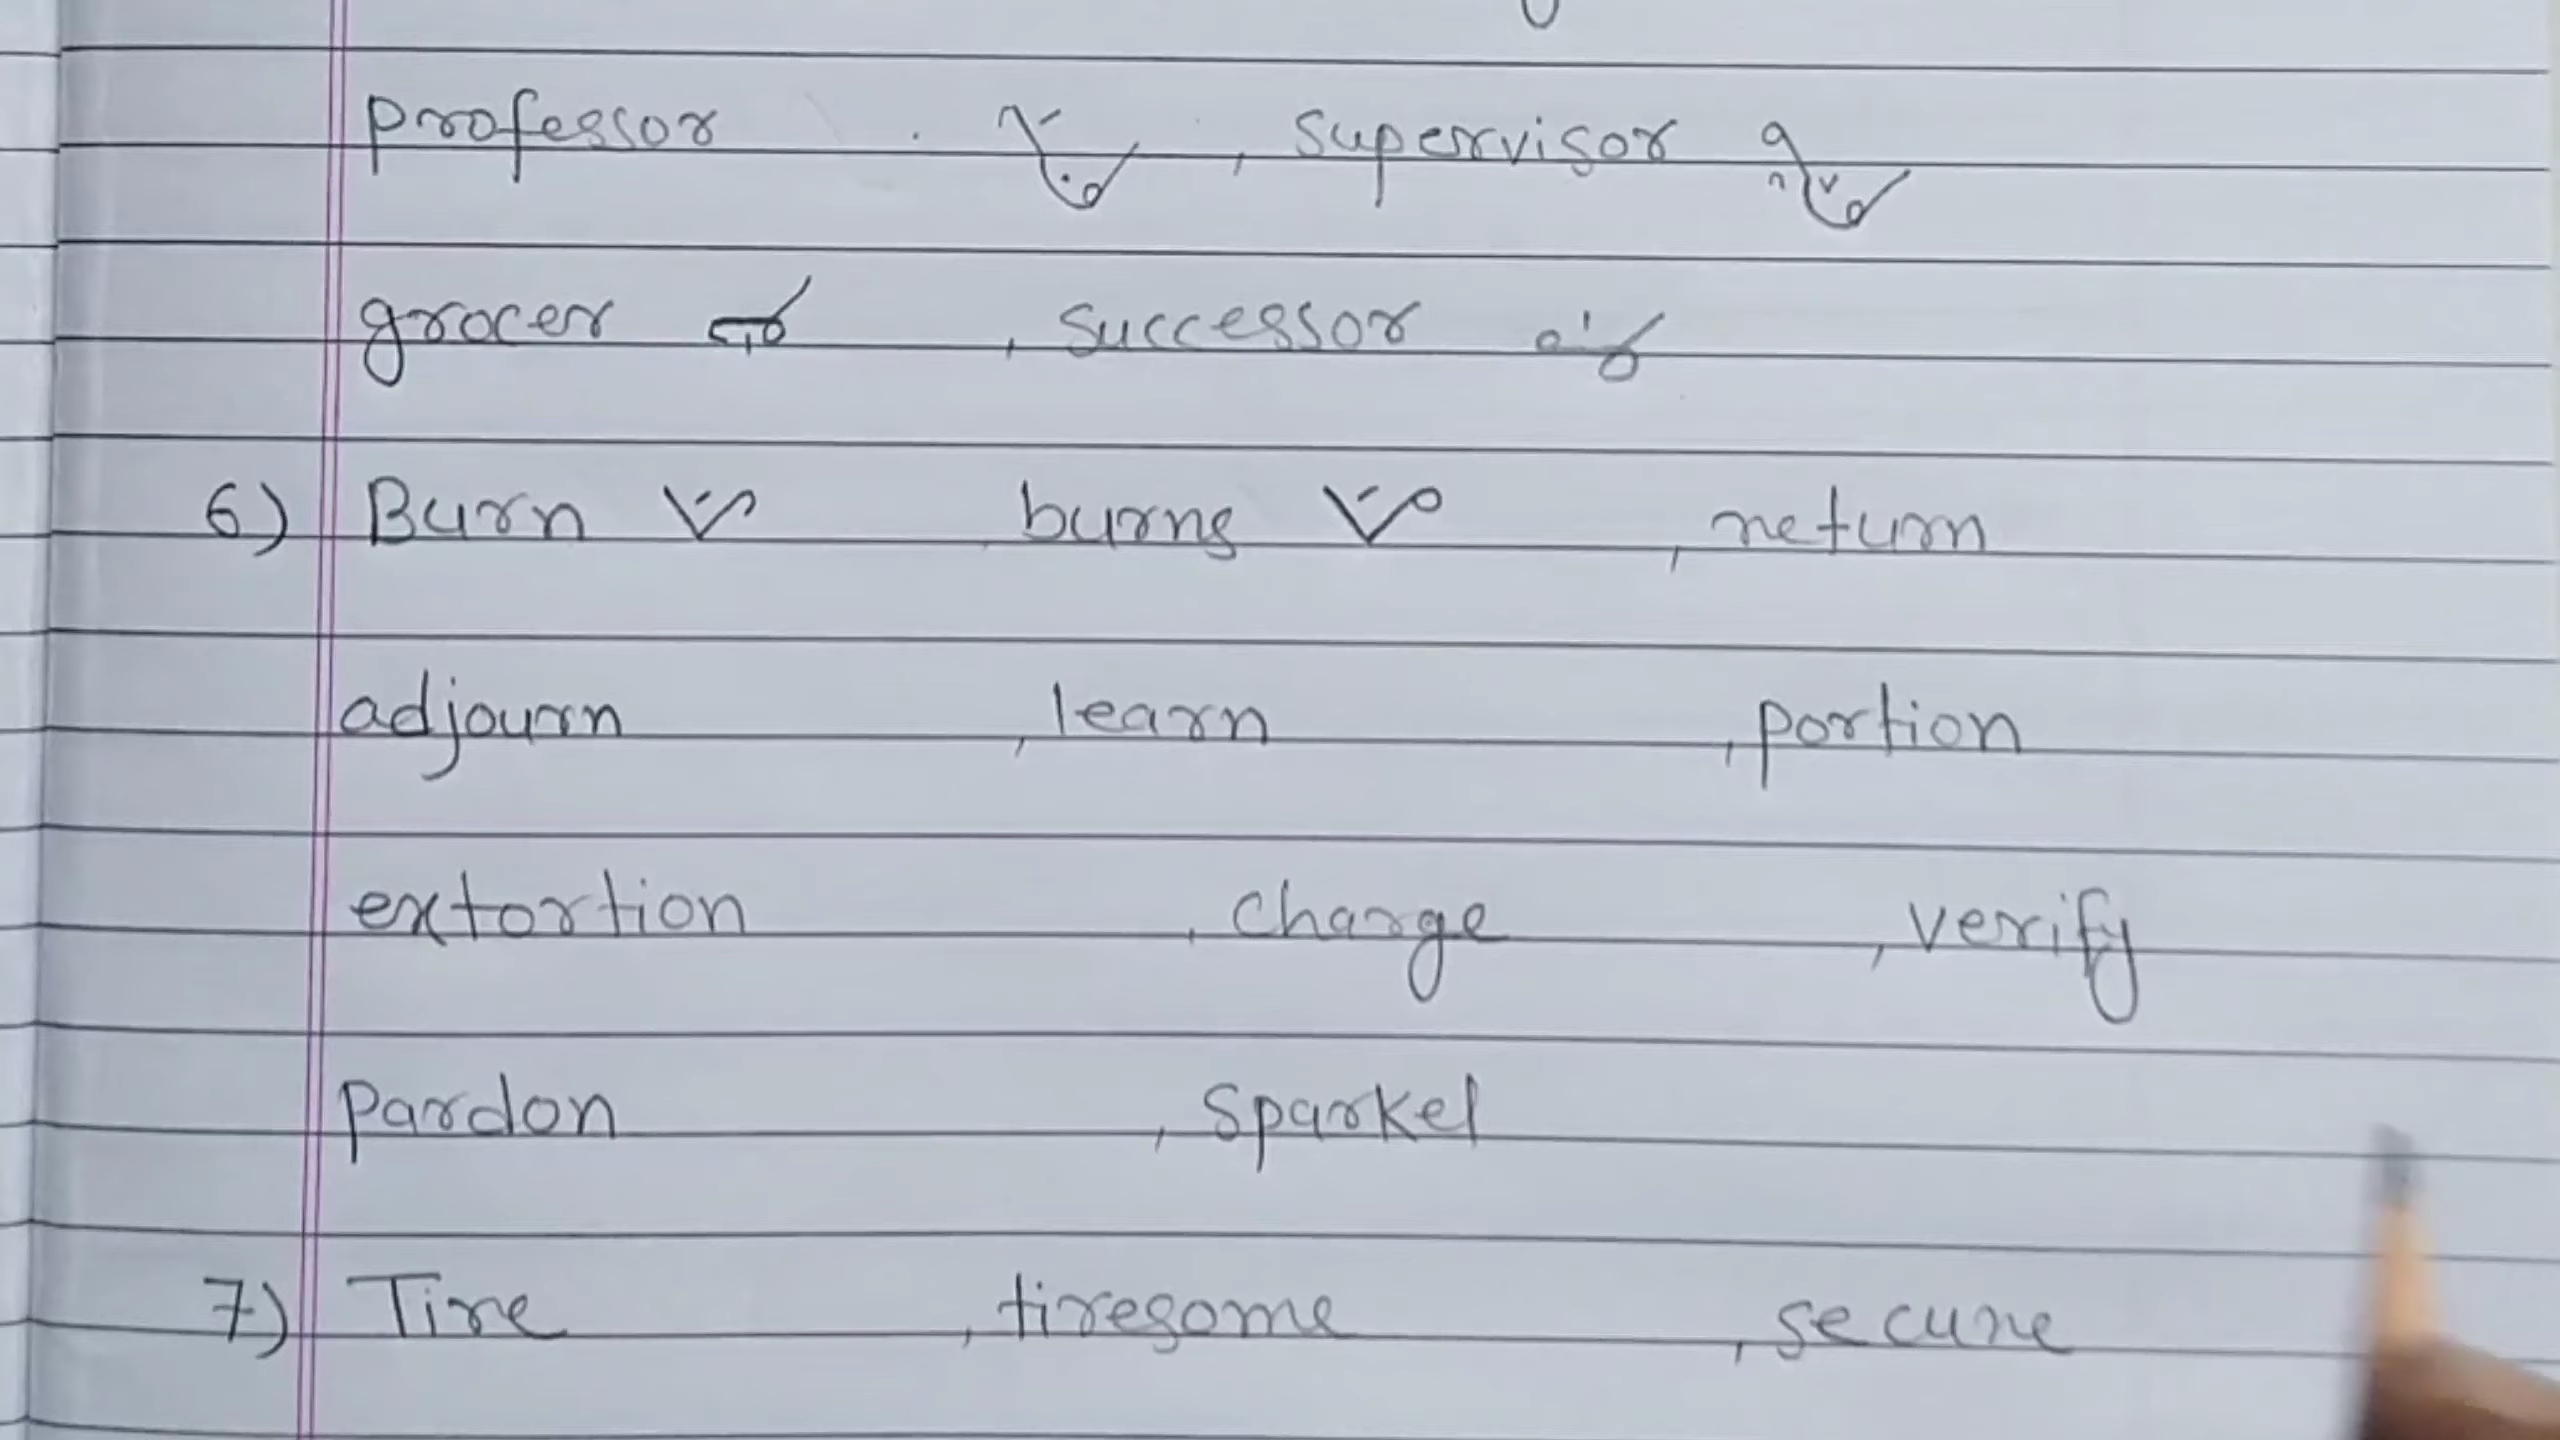 professor , supervisor
grocer , successor
6) Burn , burns , return
adjourn , learn , portion
extortion , charge , verify
pardon , sparkel
7) Tire , tiresome , secure